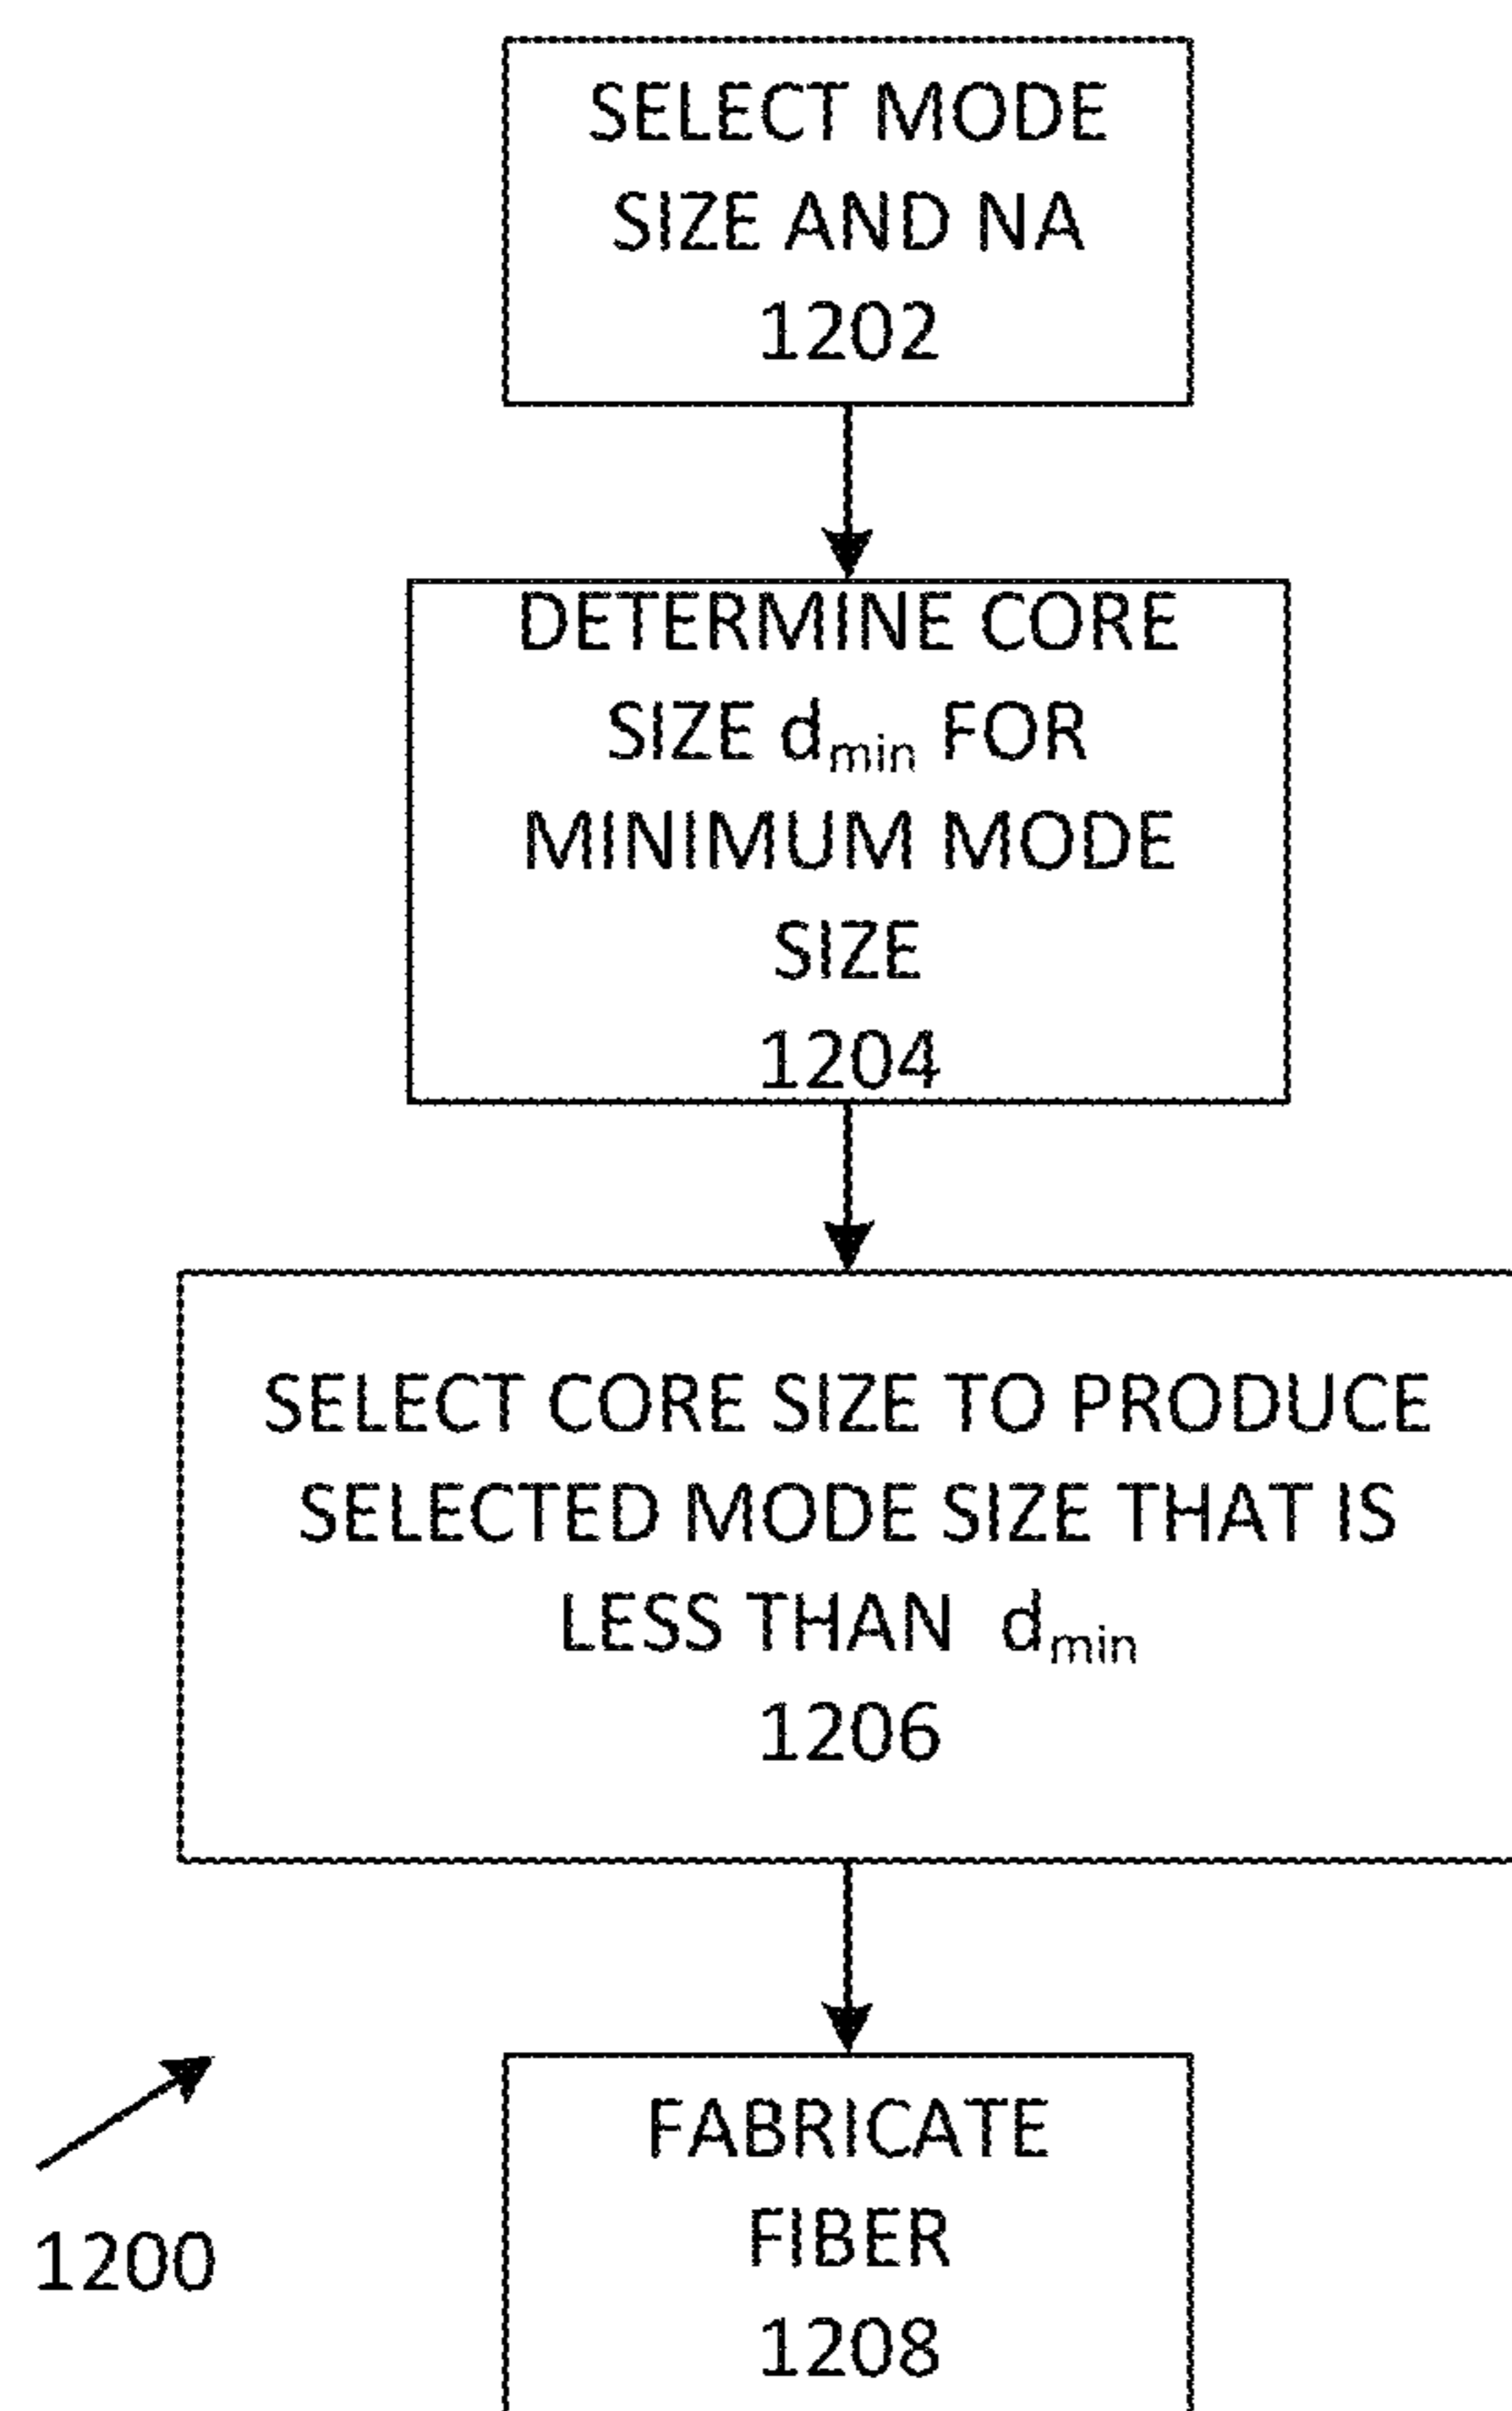 SELECT MODE
SIZE AND NA
1202
DETERMINE CORE
SIZE dmin FOR
MINIMUM MODE
SIZE
1204
SELECT CORE SIZE TO PRODUCE
SELECTED MODE SIZE THAT IS
LESS THAN dmin
1206
FABRICATE
FIBER
1208
1200